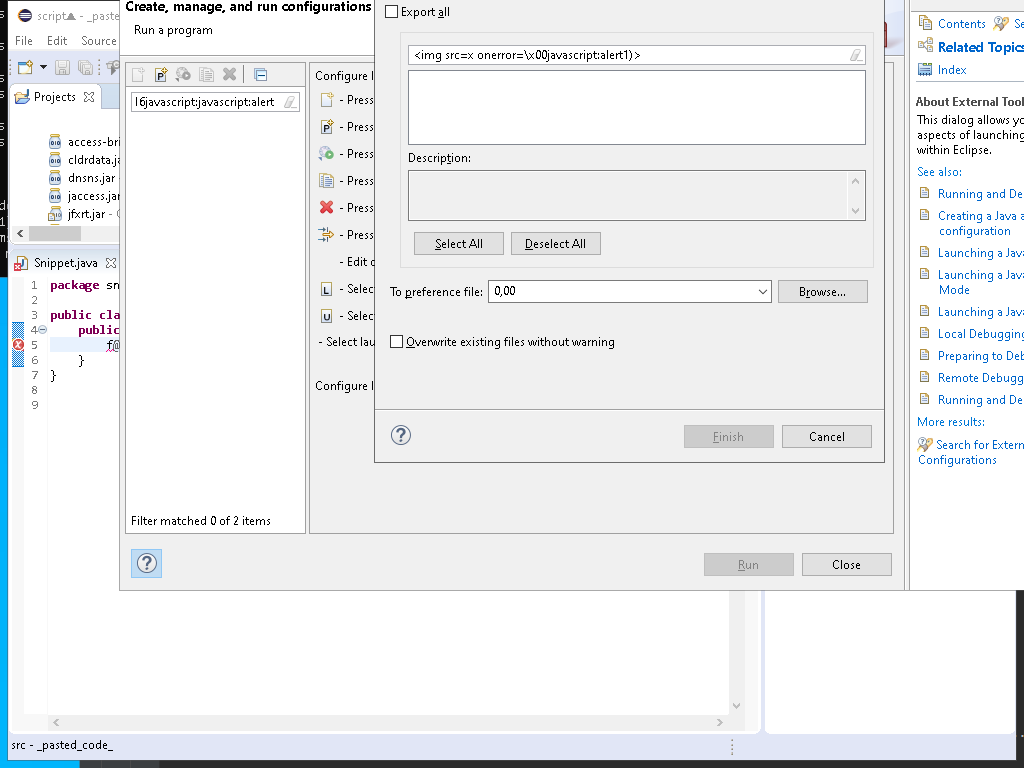 script - _paste
File Edit Source
Projects
access-bri
cldrdata.ja
dnsns.jar
jaccess.jar
jfxrt.jar -
Snippet.java
1 package sn
2
3 public cla
4 public
5 f@
6 }
7 }
8
9
src - _pasted_code_
Create, manage, and run configurations
Run a program
l6javascript:javascript:alert
Filter matched 0 of 2 items
Configure l
- Press
- Press
- Press
- Press
- Press
- Press
- Edit o
- Selec
- Selec
- Select lau
Configure l
Run
Close
Export all
<img src=x onerror=\x00javascript:alert1)>
Description:
Select All
Deselect All
To preference file:
0,00
Browse...
Overwrite existing files without warning
Finish
Cancel
Contents
Se
Related Topics
Index
About External Tool
This dialog allows yo
aspects of launching
within Eclipse.
See also:
Running and De
Creating a Java a
configuration
Launching a Java
Launching a Java
Mode
Launching a Java
Local Debugging
Preparing to Deb
Remote Debugg
Running and De
More results:
Search for Extern
Configurations